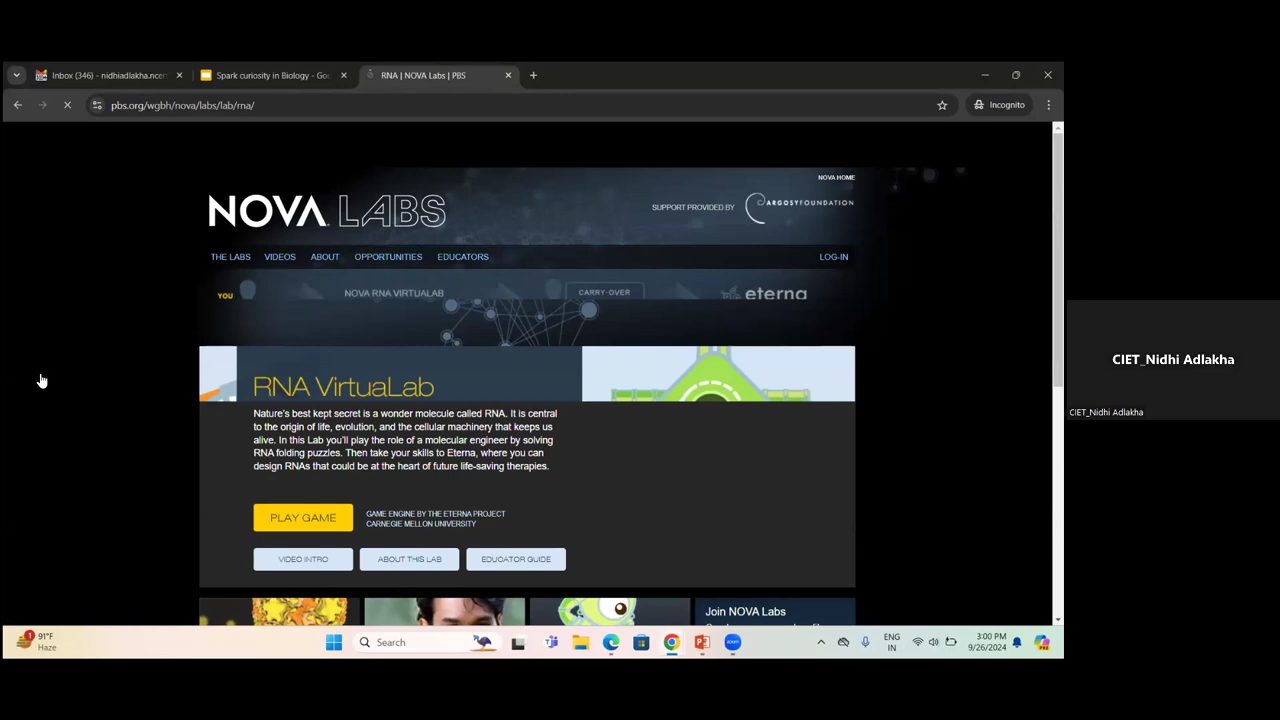 Inbox (346) - nidhiadlakha.ncer
Spark curiosity in Biology - Goo
RNA | NOVA Labs | PBS
pbs.org/wgbh/nova/labs/lab/rna/
Incognito
NOVA HOME
NOVA LABS
SUPPORT PROVIDED BY
ARGOSYFOUNDATION
THE LABS VIDEOS ABOUT OPPORTUNITIES EDUCATORS LOG-IN
YOU NOVA RNA VIRTUALAB CARRY-OVER eterna
RNA VirtuaLab
Nature's best kept secret is a wonder molecule called RNA. It is central
to the origin of life, evolution, and the cellular machinery that keeps us
alive. In this Lab you'll play the role of a molecular engineer by solving
RNA folding puzzles. Then take your skills to Eterna, where you can
design RNAs that could be at the heart of future life-saving therapies.
PLAY GAME
GAME ENGINE BY THE ETERNA PROJECT
CARNEGIE MELLON UNIVERSITY
VIDEO INTRO ABOUT THIS LAB EDUCATOR GUIDE
Join NOVA Labs
CIET_Nidhi Adlakha
CIET_Nidhi Adlakha
1
91°F
Haze
Search
ENG
IN
3:00 PM
9/26/2024